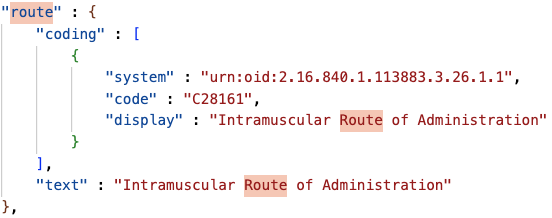 "route" : {
"coding" : [
{
"system" : "urn:oid:2.16.840.1.113883.3.26.1.1",
"code" : "C28161",
"display" : "Intramuscular Route of Administration"
}
],
"text" : "Intramuscular Route of Administration"
},